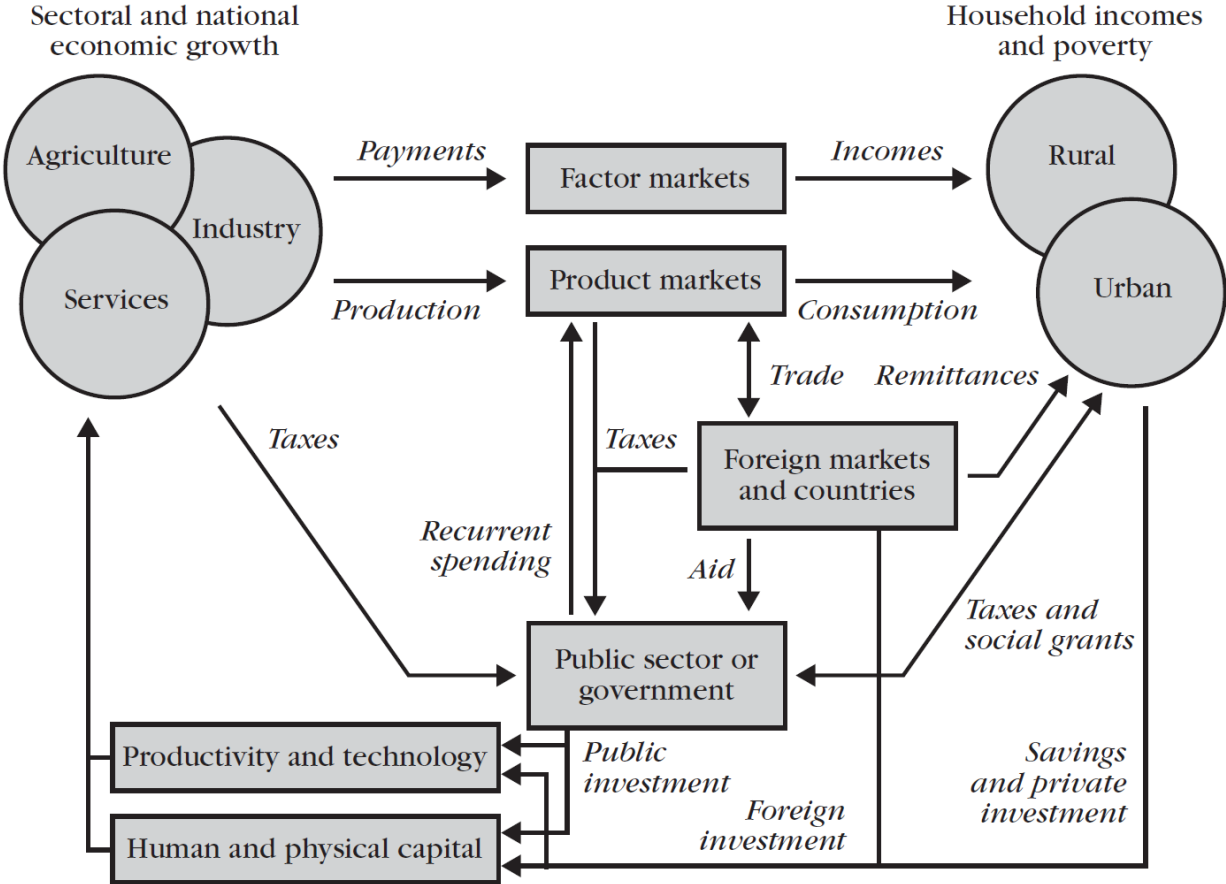 Sectoral and national
economic growth
Household incomes
and poverty
Agriculture
Industry
Services
Payments
Factor markets
Incomes
Rural
Urban
Production
Product markets
Consumption
Trade
Remittances
Taxes
Taxes
Foreign markets
and countries
Recurrent
spending
Aid
Taxes and
social grants
Public sector or
government
Productivity and technology
Public
investment
Savings
and private
investment
Foreign
investment
Human and physical capital